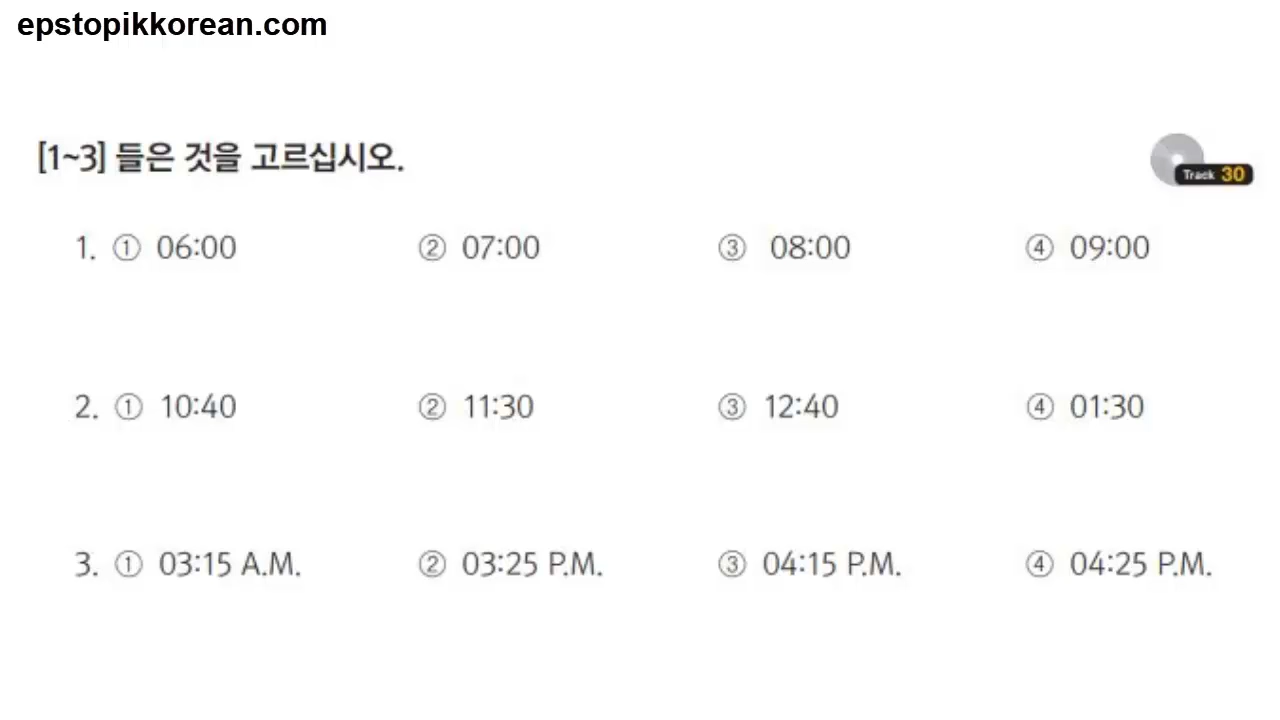 epstopikkorean.com
[1~3] 들은 것을 고르십시오.
Track 30
1. ① 06:00 ② 07:00 ③ 08:00 ④ 09:00
2. ① 10:40 ② 11:30 ③ 12:40 ④ 01:30
3. ① 03:15 A.M. ② 03:25 P.M. ③ 04:15 P.M. ④ 04:25 P.M.